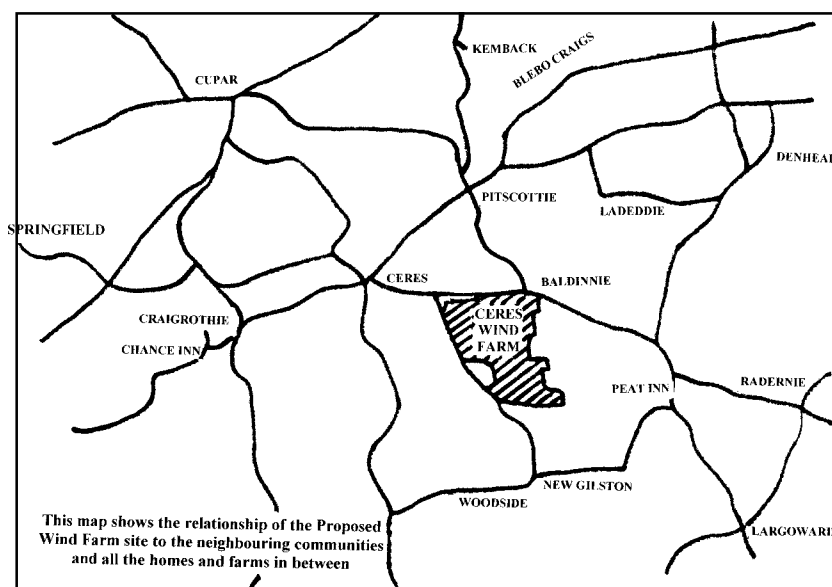 KEMBACK
BLEBO CRAIGS
CUPAR
DENHEAD
PITSCOTTIE
LADEDDIE
SPRINGFIELD
CERES
BALDINNIE
CERES
WIND
FARM
CRAIGROTHIE
CHANCE INN
PEAT INN
RADERNIE
WOODSIDE
NEW GILSTON
LARGOWARD
This map shows the relationship of the Proposed
Wind Farm site to the neighbouring communities
and all the homes and farms in between